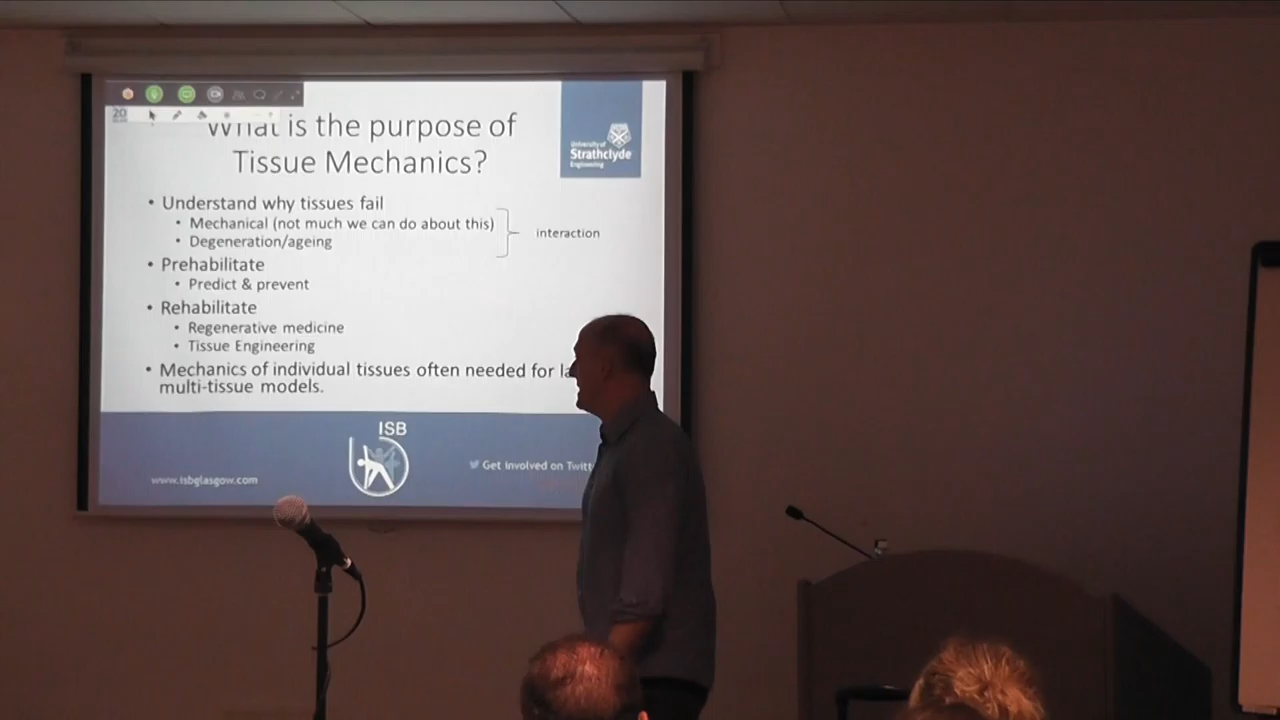 20
What is the purpose of
Tissue Mechanics?
University of
Strathclyde
Engineering
• Understand why tissues fail
• Mechanical (not much we can do about this)
• Degeneration/ageing
interaction
• Prehabilitate
• Predict & prevent
• Rehabilitate
• Regenerative medicine
• Tissue Engineering
• Mechanics of individual tissues often needed for
multi-tissue models.
ISB
www.isbglasgow.com
Get Involved on